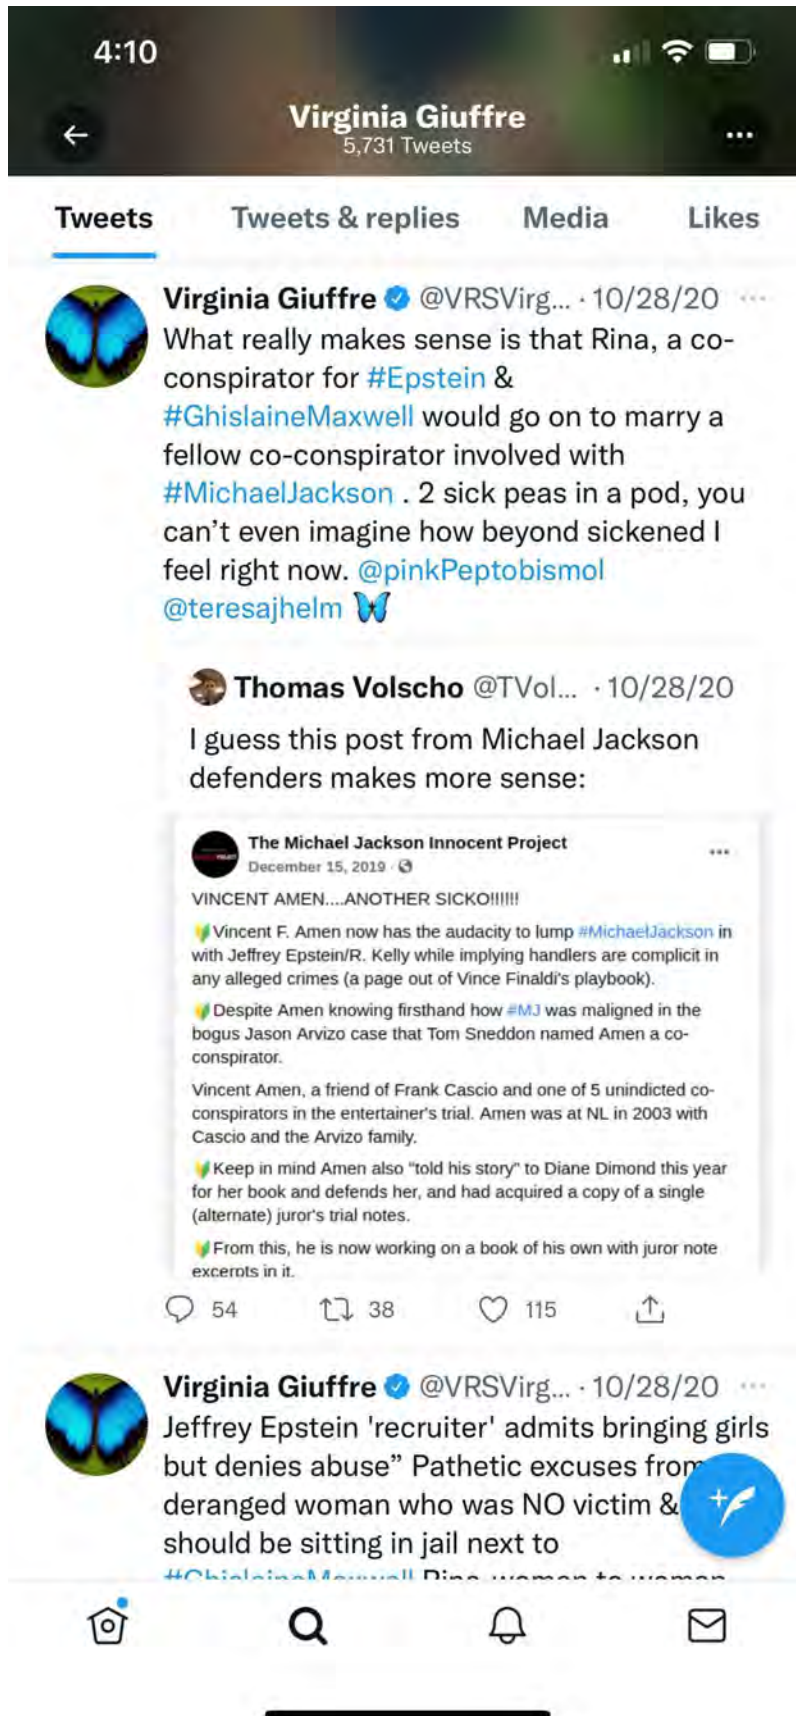 4:10
Virginia Giuffre
5,731 Tweets
Tweets Tweets & replies Media Likes
Virginia Giuffre @VRSVirg... · 10/28/20 ...
What really makes sense is that Rina, a co-
conspirator for #Epstein &
#GhislaineMaxwell would go on to marry a
fellow co-conspirator involved with
#MichaelJackson . 2 sick peas in a pod, you
can't even imagine how beyond sickened I
feel right now. @pinkPeptobismol
@teresajhelm 🦋
Thomas Volscho @TVol... · 10/28/20
I guess this post from Michael Jackson
defenders makes more sense:
The Michael Jackson Innocent Project
...
December 15, 2019 ·
VINCENT AMEN....ANOTHER SICKO!!!!!!
🔰Vincent F. Amen now has the audacity to lump #MichaelJackson in
with Jeffrey Epstein/R. Kelly while implying handlers are complicit in
any alleged crimes (a page out of Vince Finaldi's playbook).
🔰Despite Amen knowing firsthand how #MJ was maligned in the
bogus Jason Arvizo case that Tom Sneddon named Amen a co-
conspirator.
Vincent Amen, a friend of Frank Cascio and one of 5 unindicted co-
conspirators in the entertainer's trial. Amen was at NL in 2003 with
Cascio and the Arvizo family.
🔰Keep in mind Amen also "told his story" to Diane Dimond this year
for her book and defends her, and had acquired a copy of a single
(alternate) juror's trial notes.
🔰From this, he is now working on a book of his own with juror note
excerpts in it.
54 38 115
Virginia Giuffre @VRSVirg... · 10/28/20 ...
Jeffrey Epstein 'recruiter' admits bringing girls
but denies abuse" Pathetic excuses from
deranged woman who was NO victim &
should be sitting in jail next to
#GhislaineMaxwell Rina, woman to woman